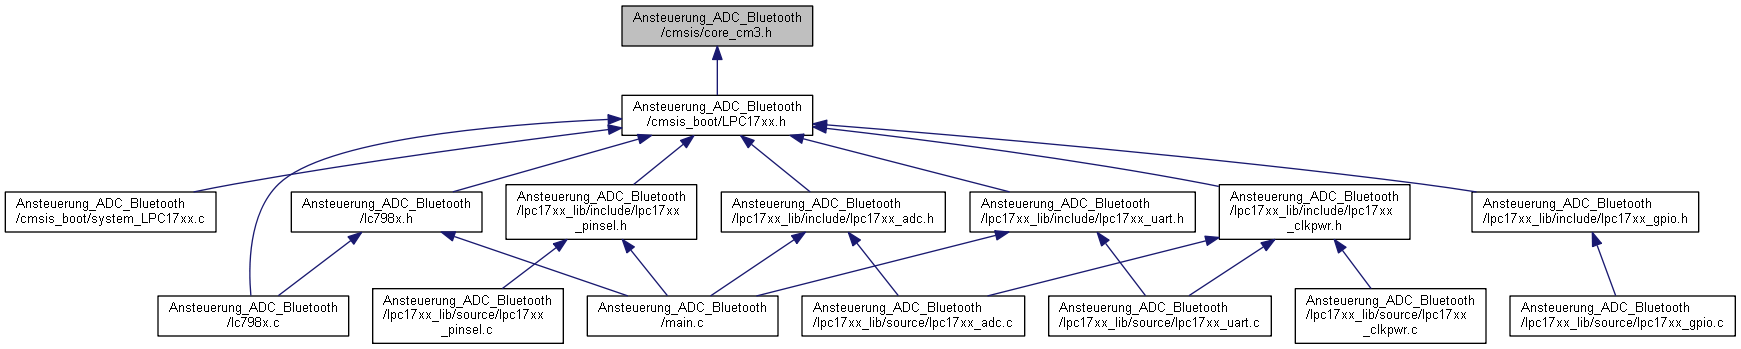 Ansteuerung_ADC_Bluetooth
/cmsis/core_cm3.h
Ansteuerung_ADC_Bluetooth
/cmsis_boot/LPC17xx.h
Ansteuerung_ADC_Bluetooth
/cmsis_boot/system_LPC17xx.c
Ansteuerung_ADC_Bluetooth
/lc798x.h
Ansteuerung_ADC_Bluetooth
/lpc17xx_lib/include/lpc17xx
_pinsel.h
Ansteuerung_ADC_Bluetooth
/lpc17xx_lib/include/lpc17xx_adc.h
Ansteuerung_ADC_Bluetooth
/lpc17xx_lib/include/lpc17xx_uart.h
Ansteuerung_ADC_Bluetooth
/lpc17xx_lib/include/lpc17xx
_clkpwr.h
Ansteuerung_ADC_Bluetooth
/lpc17xx_lib/include/lpc17xx_gpio.h
Ansteuerung_ADC_Bluetooth
/lc798x.c
Ansteuerung_ADC_Bluetooth
/lpc17xx_lib/source/lpc17xx
_pinsel.c
Ansteuerung_ADC_Bluetooth
/main.c
Ansteuerung_ADC_Bluetooth
/lpc17xx_lib/source/lpc17xx_adc.c
Ansteuerung_ADC_Bluetooth
/lpc17xx_lib/source/lpc17xx_uart.c
Ansteuerung_ADC_Bluetooth
/lpc17xx_lib/source/lpc17xx
_clkpwr.c
Ansteuerung_ADC_Bluetooth
/lpc17xx_lib/source/lpc17xx_gpio.c